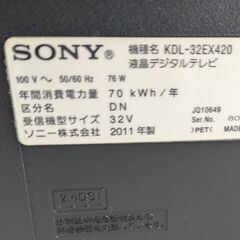 SONY 機種名 KDL-32EX420
液晶デジタルテレビ
100 V～ 50/60 Hz 76 W
年間消費電力量 70 kWh/年
区分名 DN JQ10649
受信機型サイズ 32V Ser.No. 80
ソニー株式会社 2011年製 >PET<